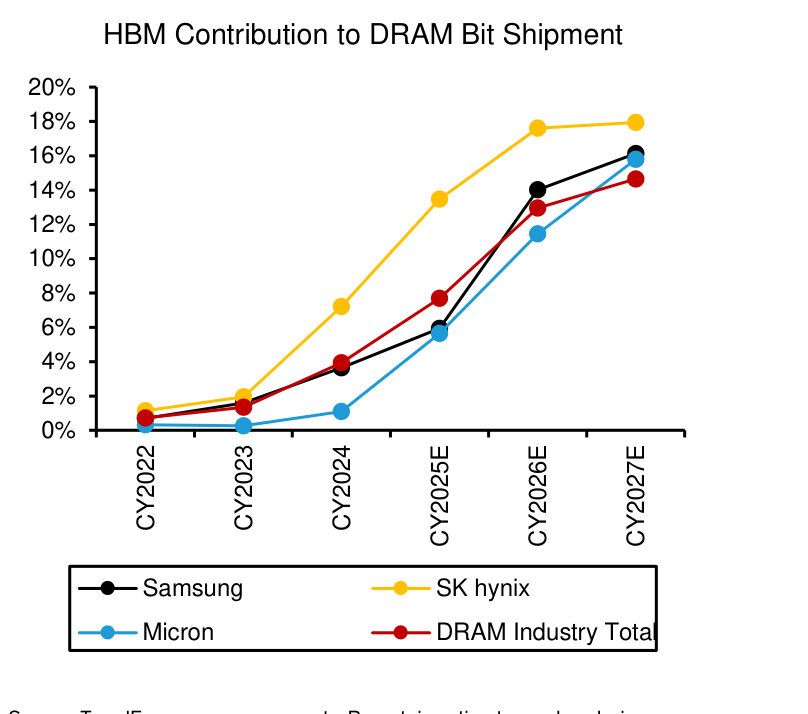 HBM Contribution to DRAM Bit Shipment
20%
18%
16%
14%
12%
10%
8%
6%
4%
2%
0%
CY2022
CY2023
CY2024
CY2025E
CY2026E
CY2027E
Samsung
SK hynix
Micron
DRAM Industry Total